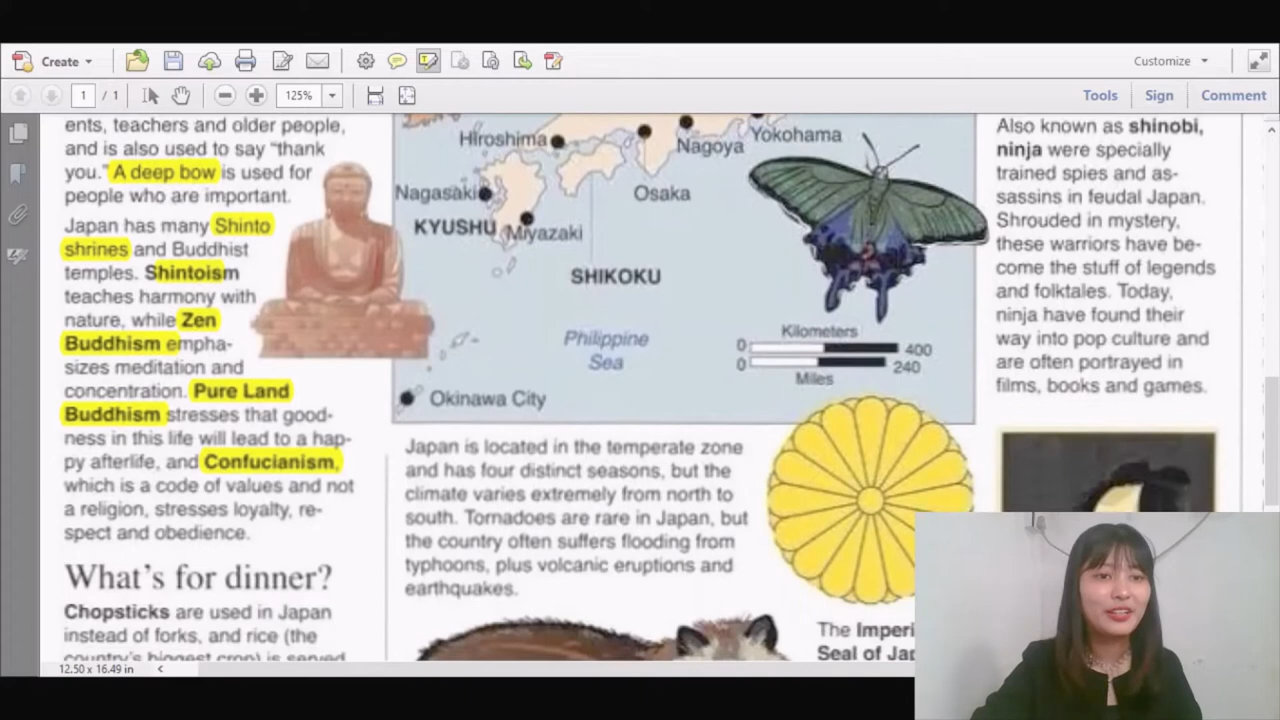 Create
Customize
1 / 1
125%
Tools
Sign
Comment
ents, teachers and older people,
and is also used to say “thank
you.” A deep bow is used for
people who are important.
Japan has many Shinto
shrines and Buddhist
temples. Shintoism
teaches harmony with
nature, while Zen
Buddhism empha-
sizes meditation and
concentration. Pure Land
Buddhism stresses that good-
ness in this life will lead to a hap-
py afterlife, and Confucianism,
which is a code of values and not
a religion, stresses loyalty, re-
spect and obedience.
What’s for dinner?
Chopsticks are used in Japan
instead of forks, and rice (the
country’s biggest crop) is served
Hiroshima
Nagoya
Yokohama
Nagasaki
Osaka
KYUSHU
Miyazaki
SHIKOKU
Philippine
Sea
Kilometers
0
400
0
240
Miles
Okinawa City
Japan is located in the temperate zone
and has four distinct seasons, but the
climate varies extremely from north to
south. Tornadoes are rare in Japan, but
the country often suffers flooding from
typhoons, plus volcanic eruptions and
earthquakes.
The Imperi
Seal of Jap
Also known as shinobi,
ninja were specially
trained spies and as-
sassins in feudal Japan.
Shrouded in mystery,
these warriors have be-
come the stuff of legends
and folktales. Today,
ninja have found their
way into pop culture and
are often portrayed in
films, books and games.
12.50 x 16.49 in